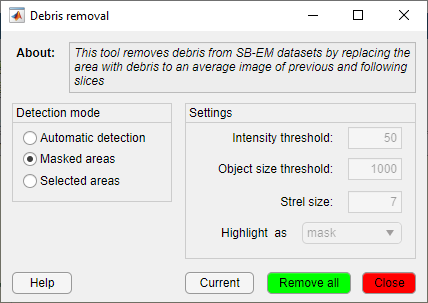 Debris removal
About:
This tool removes debris from SB-EM datasets by replacing the
area with debris to an average image of previous and following
slices
Detection mode
Automatic detection
Masked areas
Selected areas
Settings
Intensity threshold: 50
Object size threshold: 1000
Strel size: 7
Highlight as mask
Help
Current
Remove all
Close